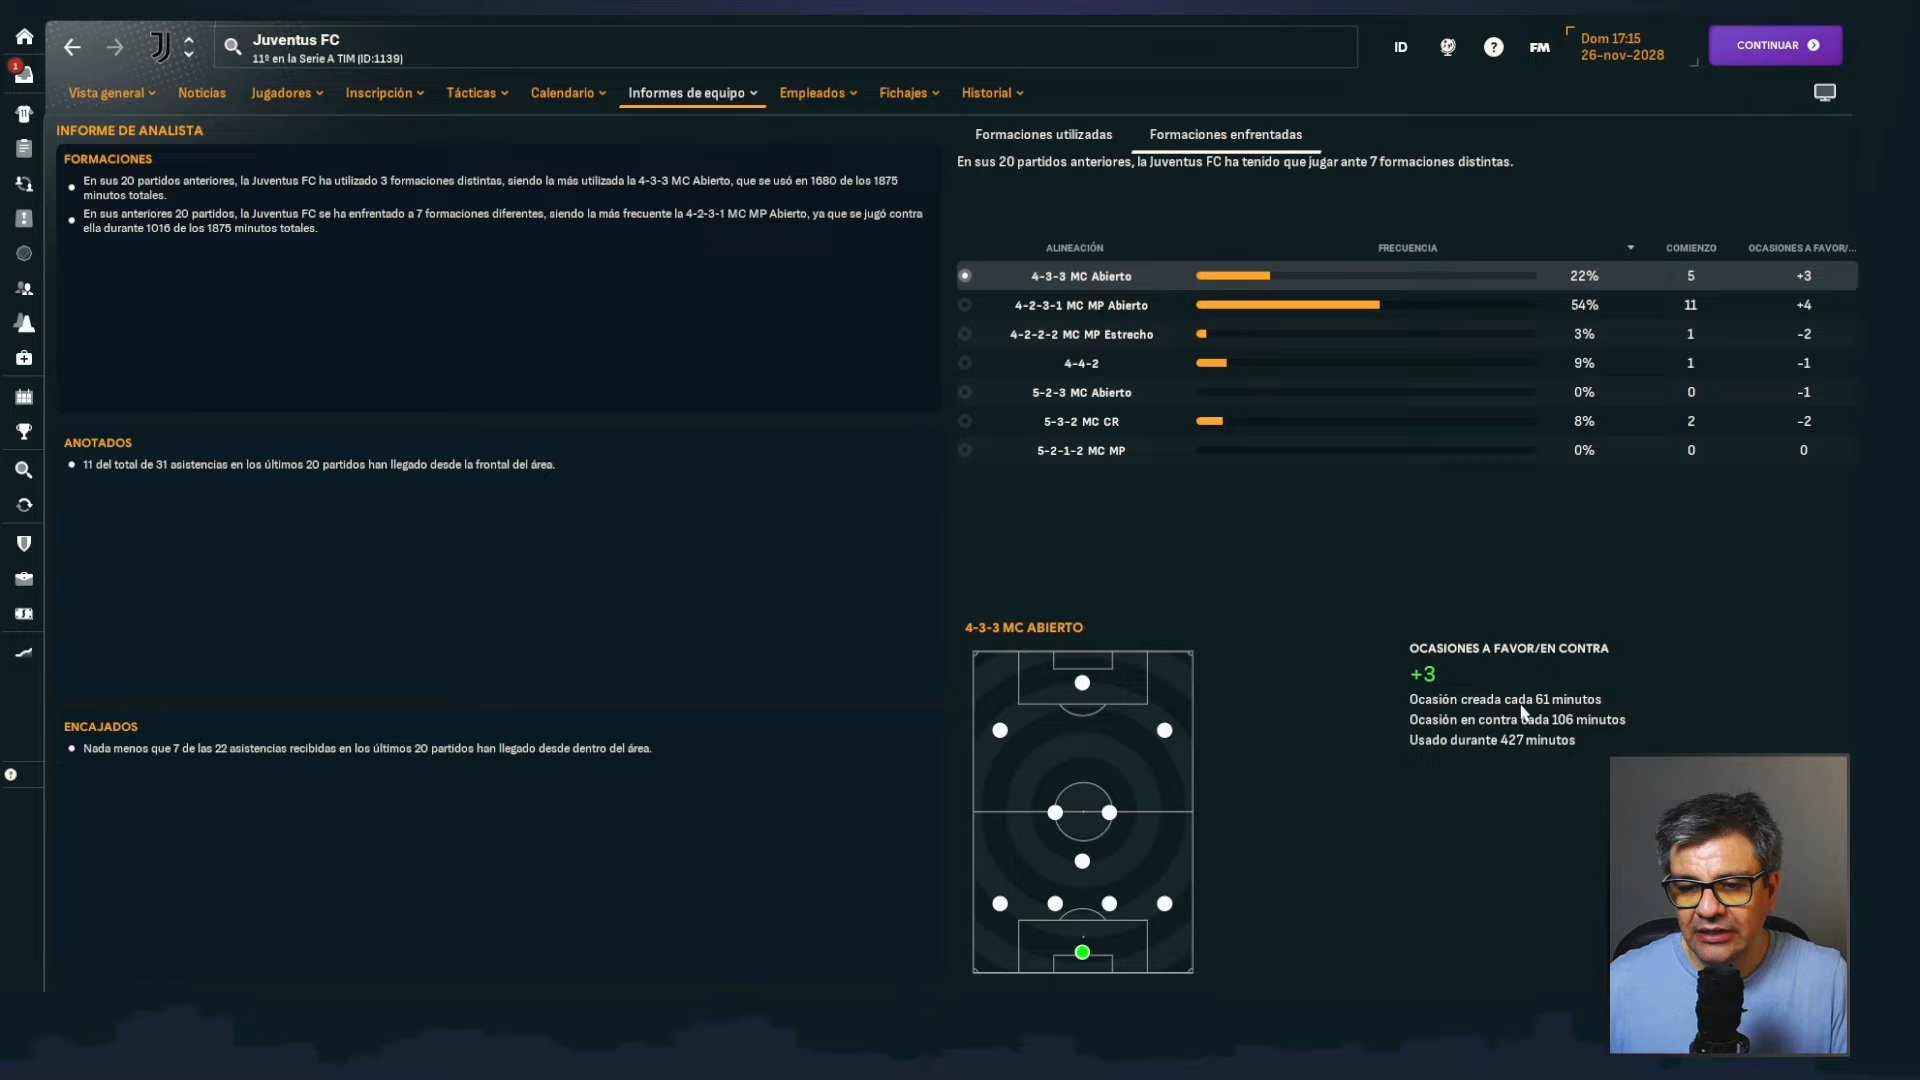 Juventus FC
11º en la Serie A TIM (ID:1139)
ID
FM
Dom 17:15
26-nov-2028
CONTINUAR
1
11
Vista general
Noticias
Jugadores
Inscripción
Tácticas
Calendario
Informes de equipo
Empleados
Fichajes
Historial
INFORME DE ANALISTA
FORMACIONES
En sus 20 partidos anteriores, la Juventus FC ha utilizado 3 formaciones distintas, siendo la más utilizada la 4-3-3 MC Abierto, que se usó en 1680 de los 1875
minutos totales.
En sus anteriores 20 partidos, la Juventus FC se ha enfrentado a 7 formaciones diferentes, siendo la más frecuente la 4-2-3-1 MC MP Abierto, ya que se jugó contra
ella durante 1016 de los 1875 minutos totales.
ANOTADOS
11 del total de 31 asistencias en los últimos 20 partidos han llegado desde la frontal del área.
ENCAJADOS
Nada menos que 7 de las 22 asistencias recibidas en los últimos 20 partidos han llegado desde dentro del área.
Formaciones utilizadas
Formaciones enfrentadas
En sus 20 partidos anteriores, la Juventus FC ha tenido que jugar ante 7 formaciones distintas.
ALINEACIÓN FRECUENCIA COMIENZO OCASIONES A FAVOR/...
4-3-3 MC Abierto 22% 5 +3
4-2-3-1 MC MP Abierto 54% 11 +4
4-2-2-2 MC MP Estrecho 3% 1 -2
4-4-2 9% 1 -1
5-2-3 MC Abierto 0% 0 -1
5-3-2 MC CR 8% 2 -2
5-2-1-2 MC MP 0% 0 0
4-3-3 MC ABIERTO
OCASIONES A FAVOR/EN CONTRA
+3
Ocasión creada cada 61 minutos
Ocasión en contra cada 106 minutos
Usado durante 427 minutos